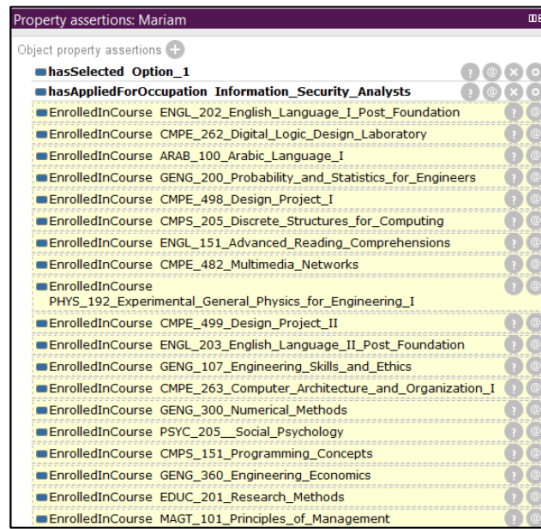 Property assertions: Mariam
Object property assertions
hasSelected Option_1
hasAppliedForOccupation Information_Security_Analysts
EnrolledInCourse ENGL_202_English_Language_I_Post_Foundation
EnrolledInCourse CMPE_262_Digital_Logic_Design_Laboratory
EnrolledInCourse ARAB_100_Arabic_Language_I
EnrolledInCourse GENG_200_Probability_and_Statistics_for_Engineers
EnrolledInCourse CMPE_498_Design_Project_I
EnrolledInCourse CMPS_205_Discrete_Structures_for_Computing
EnrolledInCourse ENGL_151_Advanced_Reading_Comprehensions
EnrolledInCourse CMPE_482_Multimedia_Networks
EnrolledInCourse
PHYS_192_Experimental_General_Physics_for_Engineering_I
EnrolledInCourse CMPE_499_Design_Project_II
EnrolledInCourse ENGL_203_English_Language_II_Post_Foundation
EnrolledInCourse GENG_107_Engineering_Skills_and_Ethics
EnrolledInCourse CMPE_263_Computer_Architecture_and_Organization_I
EnrolledInCourse GENG_300_Numerical_Methods
EnrolledInCourse PSYC_205__Social_Psychology
EnrolledInCourse CMPS_151_Programming_Concepts
EnrolledInCourse GENG_360_Engineering_Economics
EnrolledInCourse EDUC_201_Research_Methods
EnrolledInCourse MAGT_101_Principles_of_Management